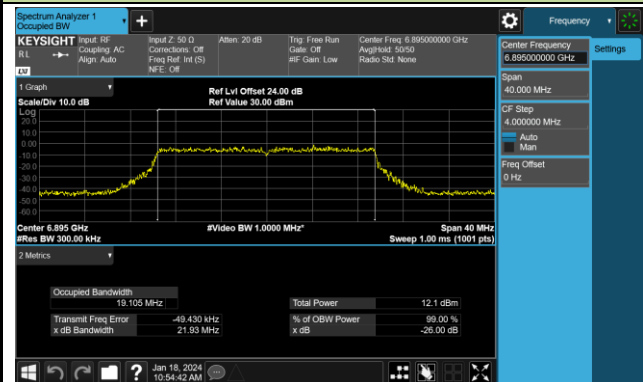 Spectrum Analyzer 1
Occupied BW
Frequency
KEYSIGHT
R L
LXI
Input: RF
Coupling: AC
Align: Auto
Input Z: 50 Ω
Corrections: Off
Freq Ref: Int (S)
NFE: Off
Atten: 20 dB
Trig: Free Run
Gate: Off
#IF Gain: Low
Center Freq: 6.895000000 GHz
Avg|Hold: 50/50
Radio Std: None
Center Frequency
6.895000000 GHz
Settings
Span
40.000 MHz
CF Step
4.000000 MHz
Auto
Man
Freq Offset
0 Hz
1 Graph
Scale/Div 10.0 dB
Ref Lvl Offset 24.00 dB
Ref Value 30.00 dBm
Log
20.0
10.0
0.00
-10.0
-20.0
-30.0
-40.0
-50.0
-60.0
Center 6.895 GHz
#Video BW 1.0000 MHz*
Span 40 MHz
#Res BW 300.00 kHz
Sweep 1.00 ms (1001 pts)
2 Metrics
Occupied Bandwidth
19.105 MHz
Total Power 12.1 dBm
Transmit Freq Error -49.430 kHz
% of OBW Power 99.00 %
x dB Bandwidth 21.93 MHz
x dB -26.00 dB
?
Jan 18, 2024
10:54:42 AM